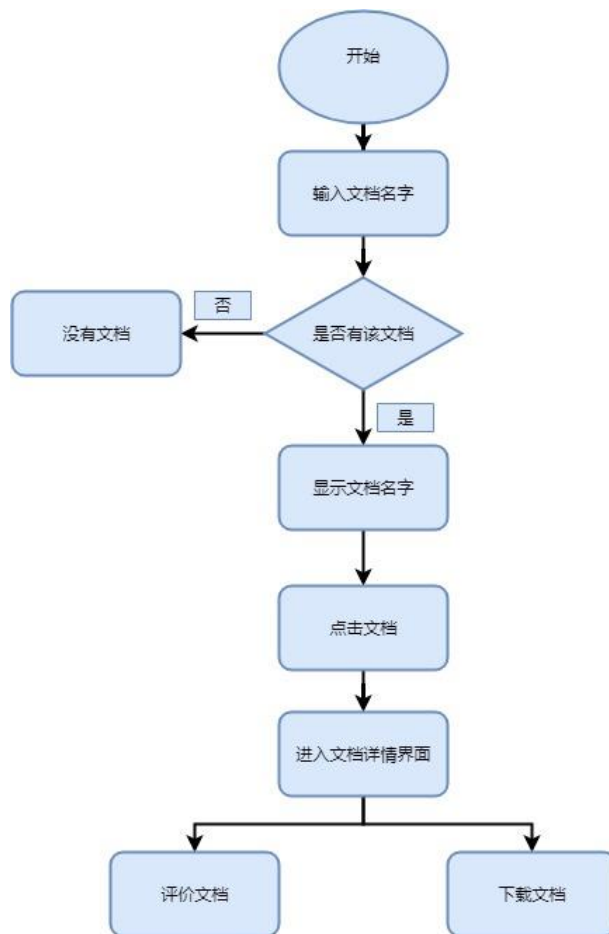 开始
输入文档名字
否
没有文档
是否有该文档
是
显示文档名字
点击文档
进入文档详情界面
评价文档
下载文档